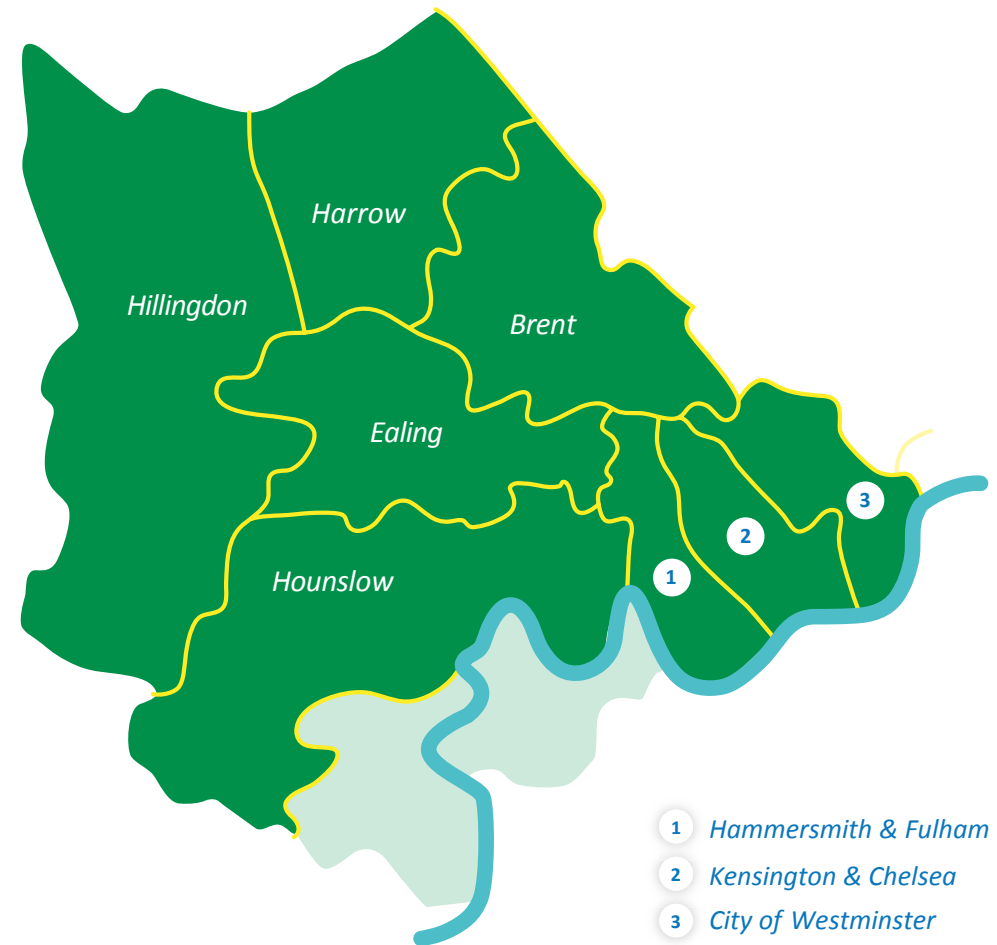 Harrow
Hillingdon
Brent
Ealing
3
2
1
Hounslow
1 Hammersmith & Fulham
2 Kensington & Chelsea
3 City of Westminster